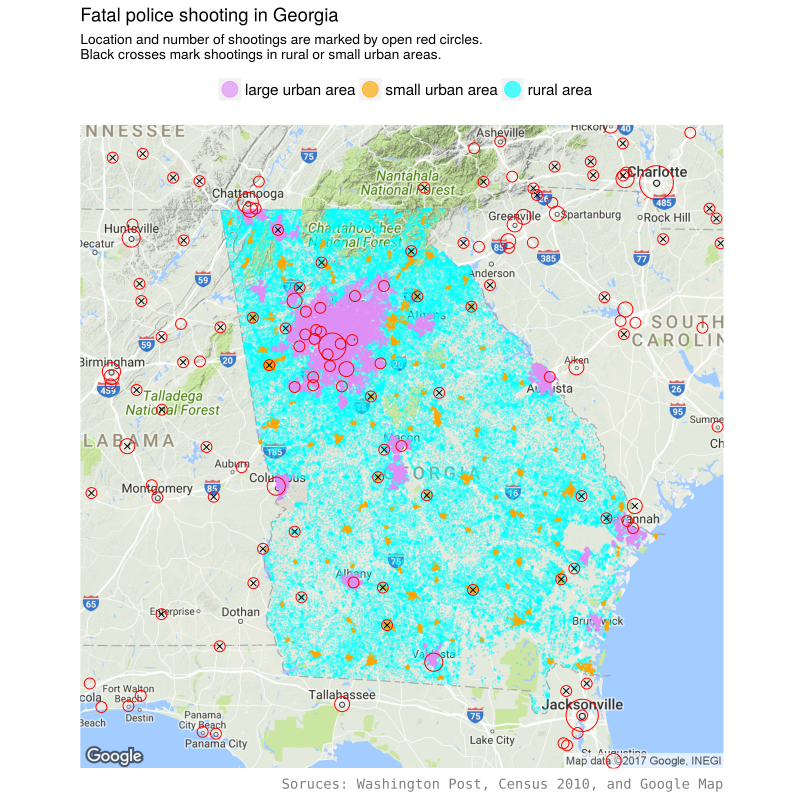 Fatal police shooting in Georgia
Location and number of shootings are marked by open red circles.
Black crosses mark shootings in rural or small urban areas.
large urban area small urban area rural area
NNESSEE
Asheville
Hickory
40
75
Nantahala
National Forest
Charlotte
Chattanooga
26
485
Greenville
Spartanburg
Rock Hill
Huntsville
Chattahoochee
National Forest
Decatur
85
385
77
59
Anderson
Athens
SOUTH
CAROLIN
59
Birmingham
20
20
Aiken
459
Talladega
National Forest
Augusta
26
95
Summe
LABAMA
Macon
Ch
185
Auburn
GEORGIA
Columbus
Montgomery
85
16
75
Albany
65
Enterprise
Dothan
Brunswick
Valdosta
Fort Walton
Beach
Tallahassee
Jacksonville
cola
Beach
Destin
Panama
City Beach
75
Panama City
Lake City
St. Augustine
Google
Map data ©2017 Google, INEGI
Soruces: Washington Post, Census 2010, and Google Map